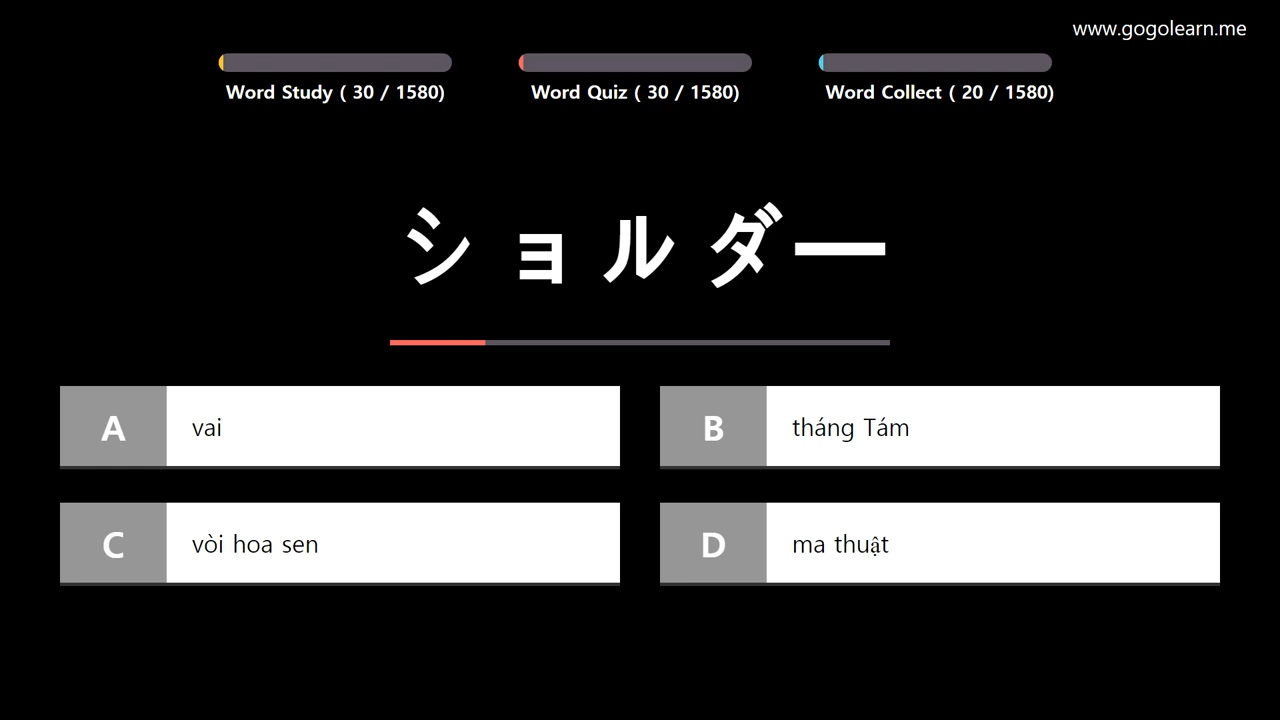 www.gogolearn.me
Word Study ( 30 / 1580)
Word Quiz ( 30 / 1580)
Word Collect ( 20 / 1580)
ショルダー
A vai
B tháng Tám
C vòi hoa sen
D ma thuật